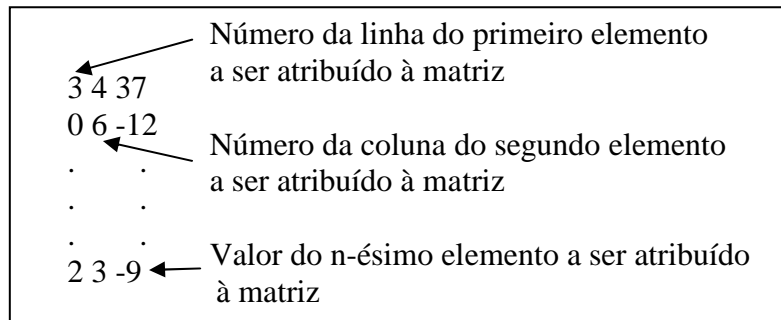 Número da linha do primeiro elemento
a ser atribuído à matriz
3 4 37
0 6 -12
Número da coluna do segundo elemento
a ser atribuído à matriz
. .
. .
. .
2 3 -9
Valor do n-ésimo elemento a ser atribuído
à matriz